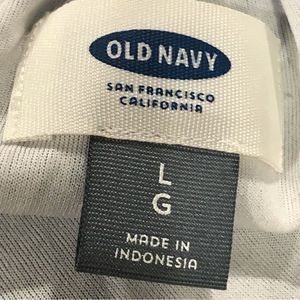 OLD NAVY
SAN FRANCISCO
CALIFORNIA
L
G
MADE IN
INDONESIA